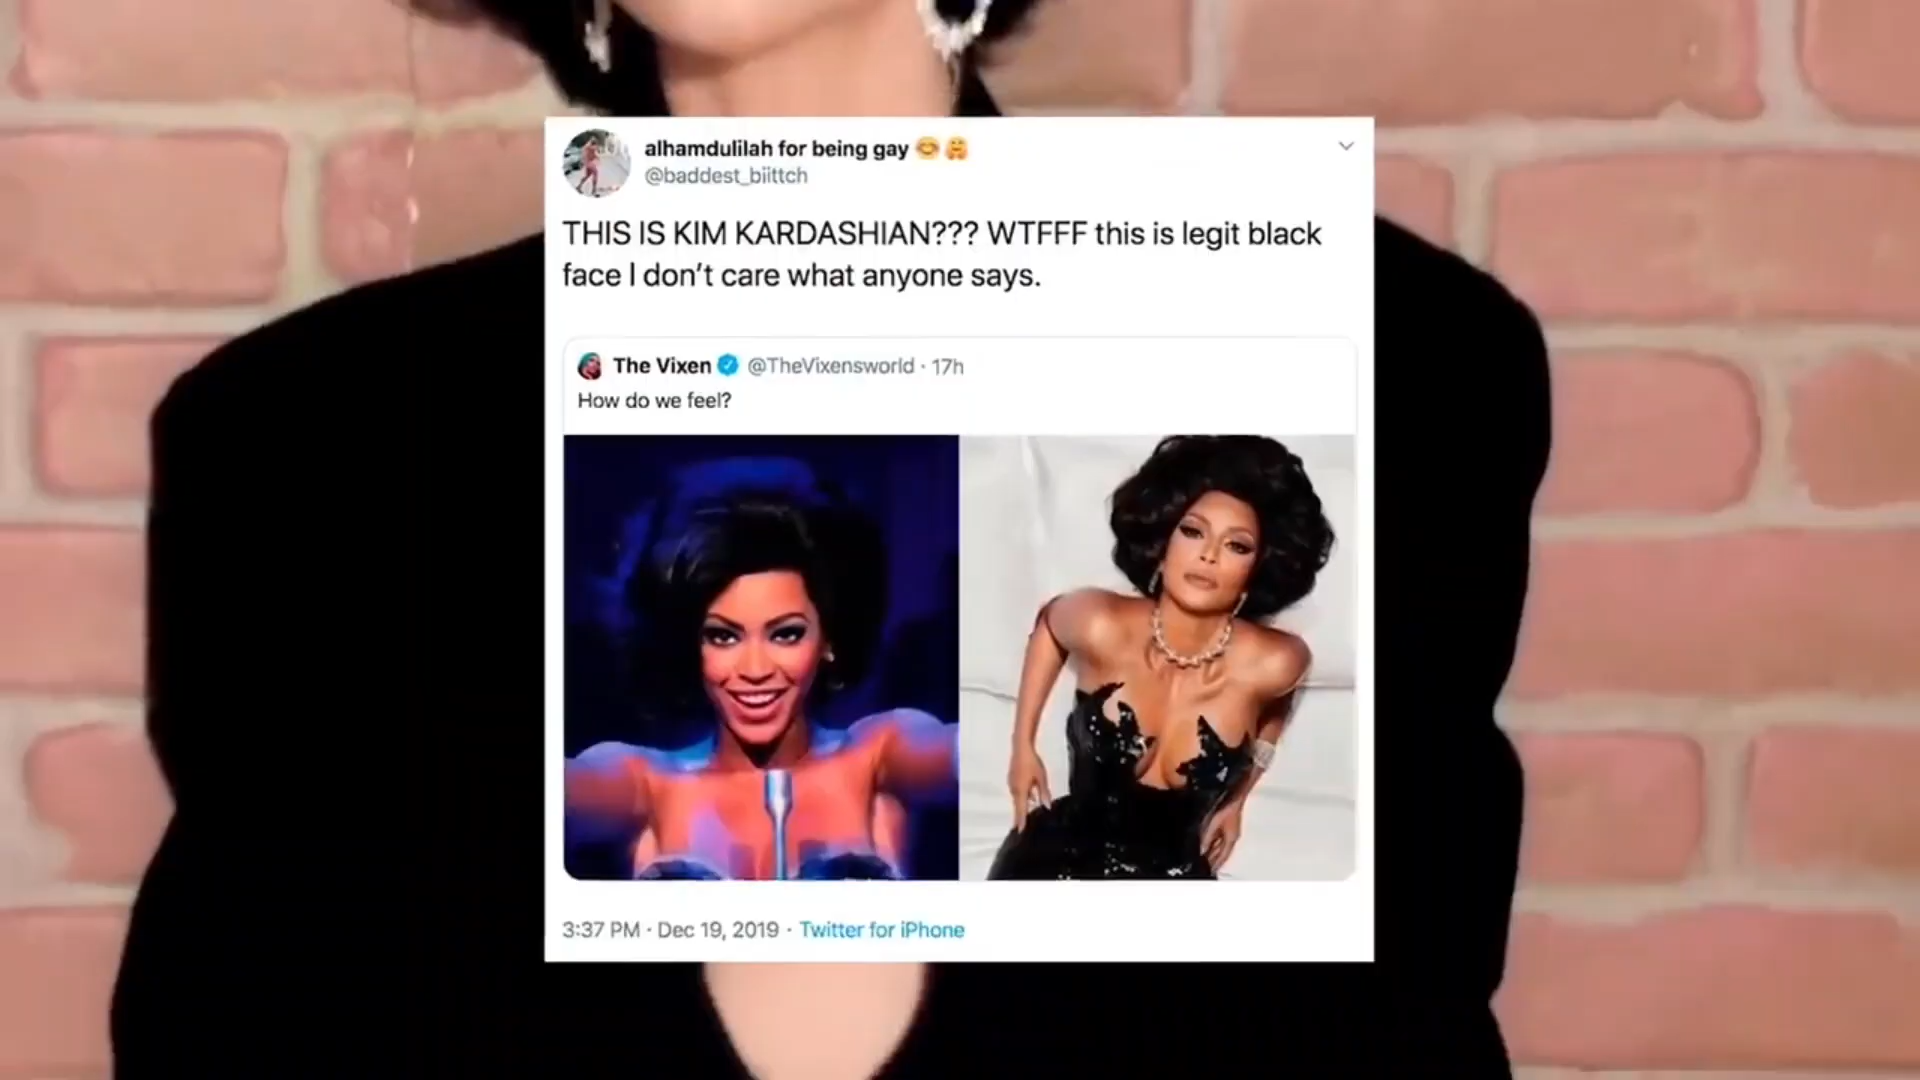 alhamdulilah for being gay 😊🤗
@baddest_biittch
THIS IS KIM KARDASHIAN??? WTFFF this is legit black
face I don't care what anyone says.
The Vixen @TheVixensworld · 17h
How do we feel?
3:37 PM · Dec 19, 2019 · Twitter for iPhone